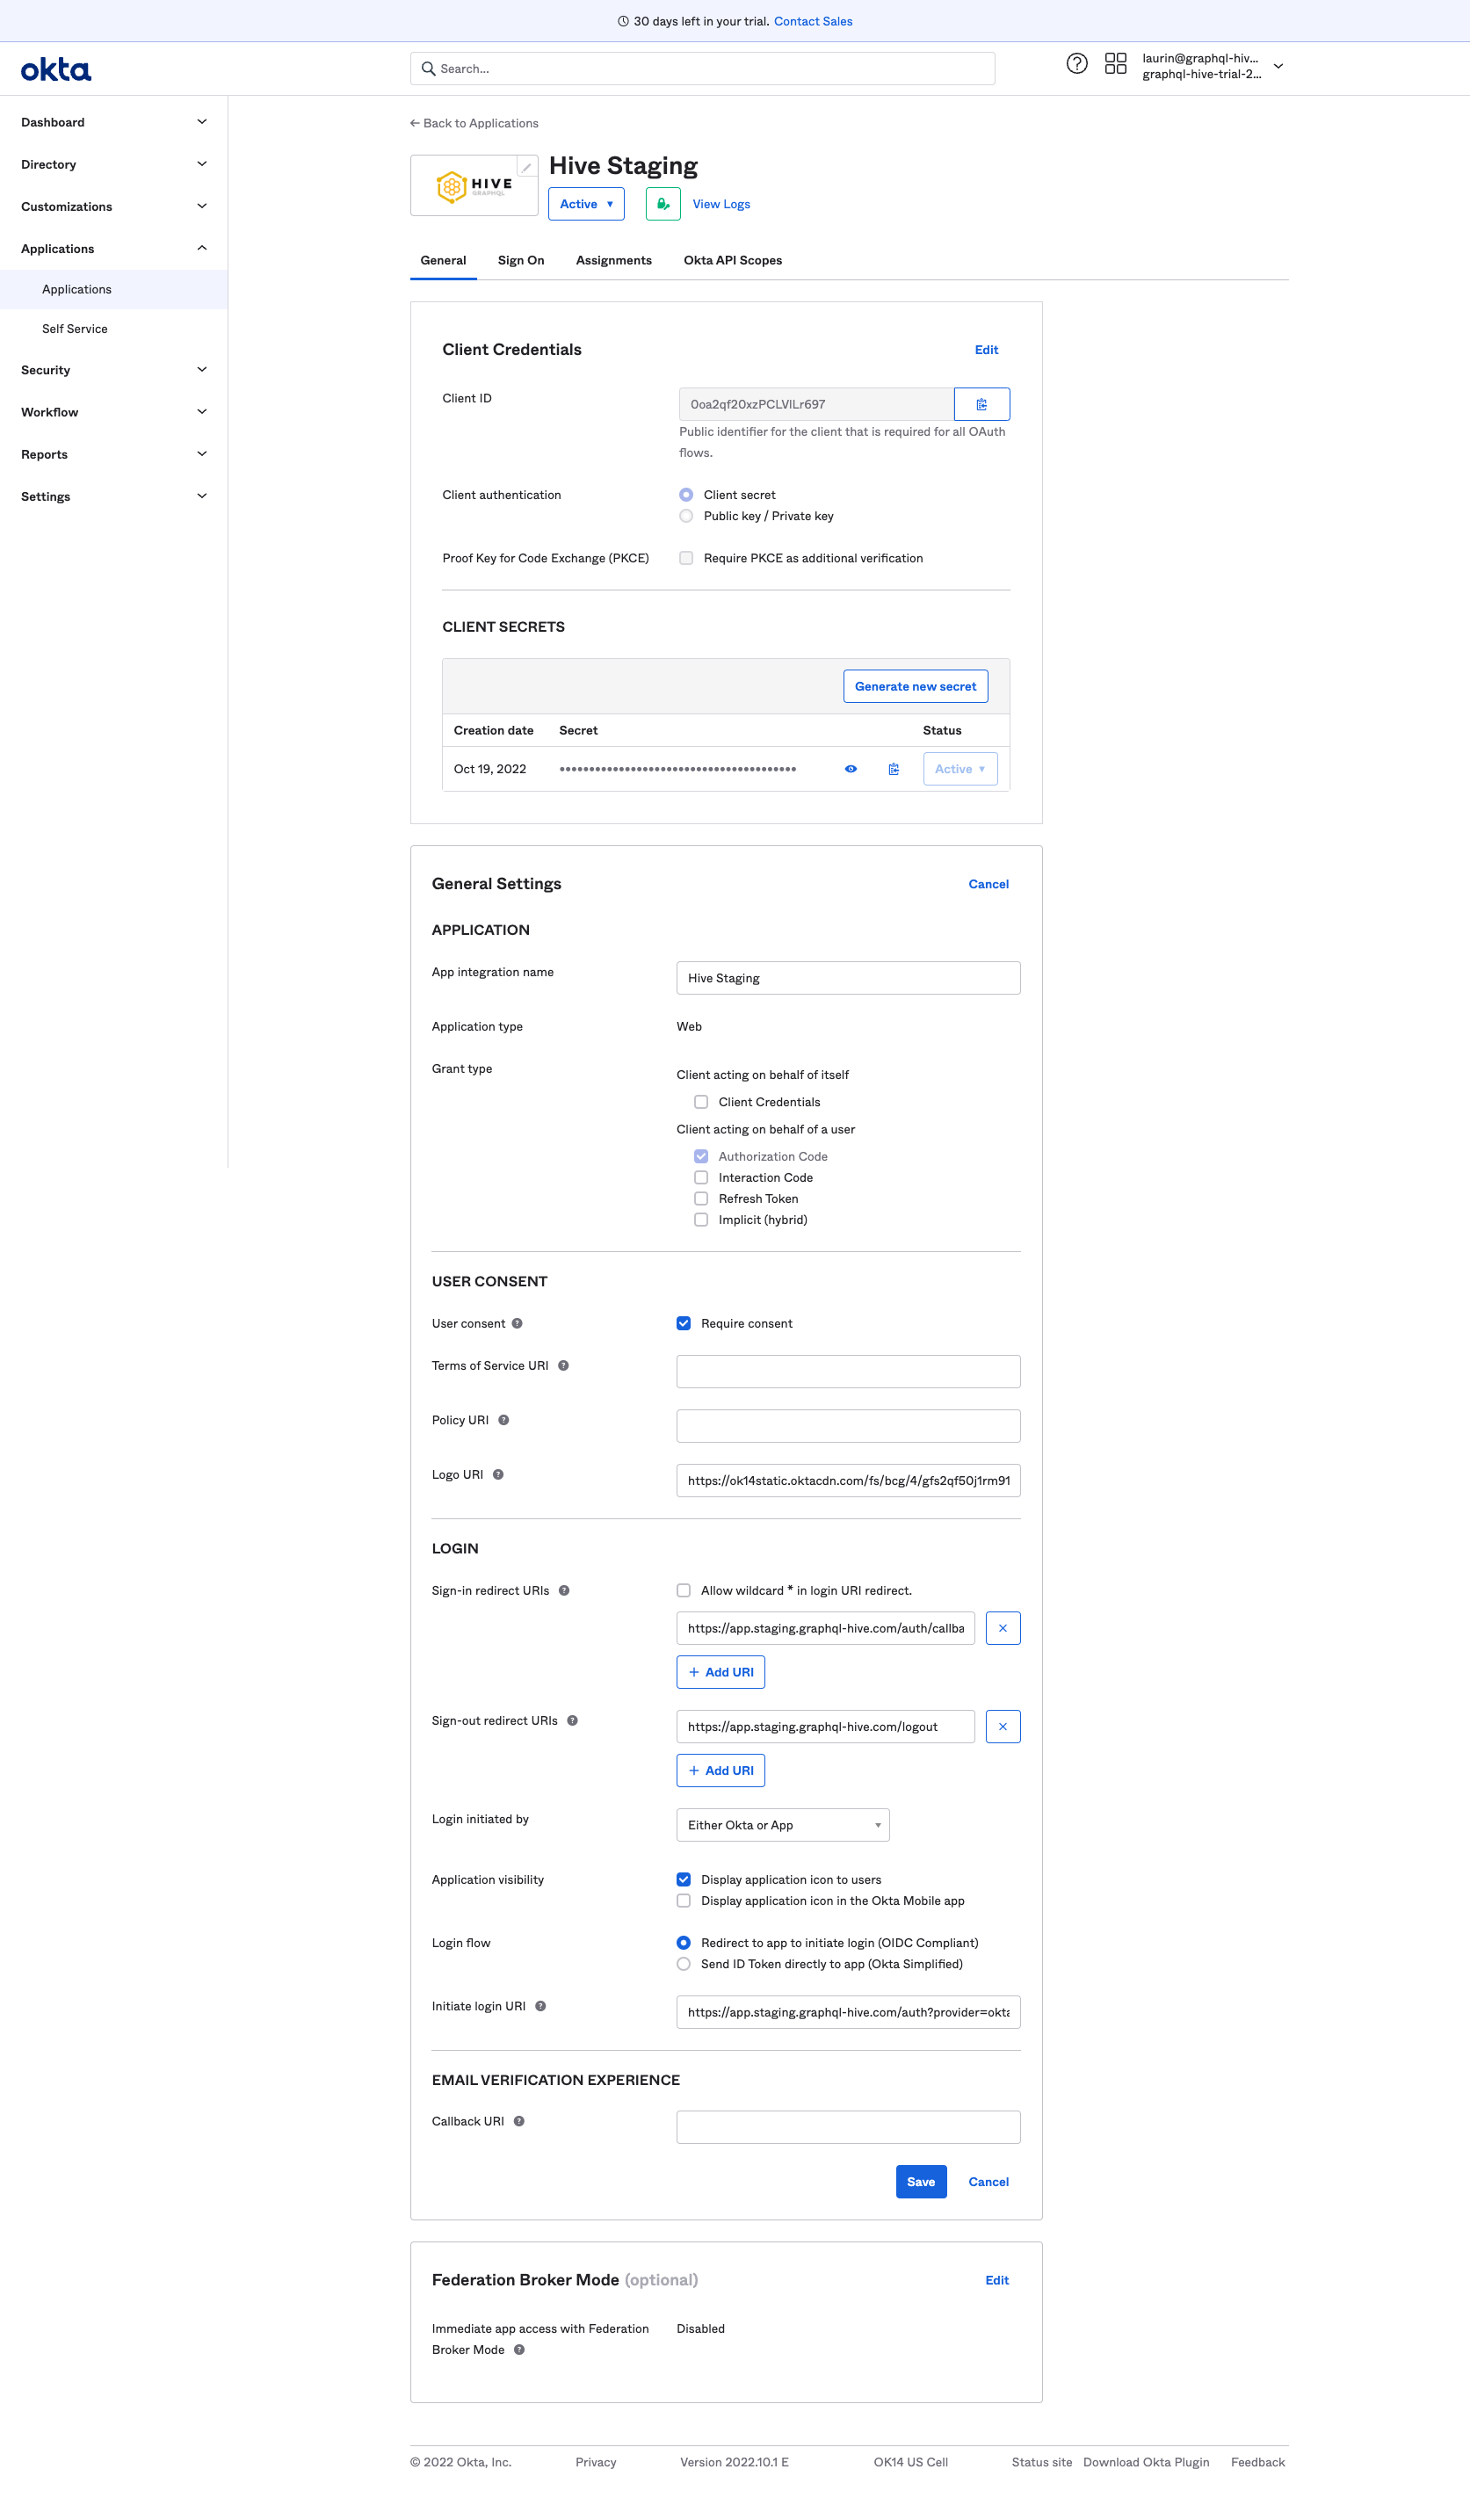 30 days left in your trial. Contact Sales
okta
Search...
laurin@graphql-hiv...
graphql-hive-trial-2...
Dashboard
Directory
Customizations
Applications
Applications
Self Service
Security
Workflow
Reports
Settings
← Back to Applications
HIVE
GRAPHQL
Hive Staging
Active
View Logs
General
Sign On
Assignments
Okta API Scopes
Client Credentials
Edit
Client ID
0oa2qf20xzPCLVlLr697
Public identifier for the client that is required for all OAuth
flows.
Client authentication
Client secret
Public key / Private key
Proof Key for Code Exchange (PKCE)
Require PKCE as additional verification
CLIENT SECRETS
Generate new secret
Creation date Secret Status
Oct 19, 2022 •••••••••••••••••••••••••••••••••••••••• Active
General Settings
Cancel
APPLICATION
App integration name
Hive Staging
Application type
Web
Grant type
Client acting on behalf of itself
Client Credentials
Client acting on behalf of a user
Authorization Code
Interaction Code
Refresh Token
Implicit (hybrid)
USER CONSENT
User consent
Require consent
Terms of Service URI
Policy URI
Logo URI
https://ok14static.oktacdn.com/fs/bcg/4/gfs2qf50j1rm91
LOGIN
Sign-in redirect URIs
Allow wildcard * in login URI redirect.
https://app.staging.graphql-hive.com/auth/callba
+ Add URI
Sign-out redirect URIs
https://app.staging.graphql-hive.com/logout
+ Add URI
Login initiated by
Either Okta or App
Application visibility
Display application icon to users
Display application icon in the Okta Mobile app
Login flow
Redirect to app to initiate login (OIDC Compliant)
Send ID Token directly to app (Okta Simplified)
Initiate login URI
https://app.staging.graphql-hive.com/auth?provider=okta
EMAIL VERIFICATION EXPERIENCE
Callback URI
Save
Cancel
Federation Broker Mode (optional)
Edit
Immediate app access with Federation
Broker Mode
Disabled
© 2022 Okta, Inc. Privacy Version 2022.10.1 E OK14 US Cell Status site Download Okta Plugin Feedback